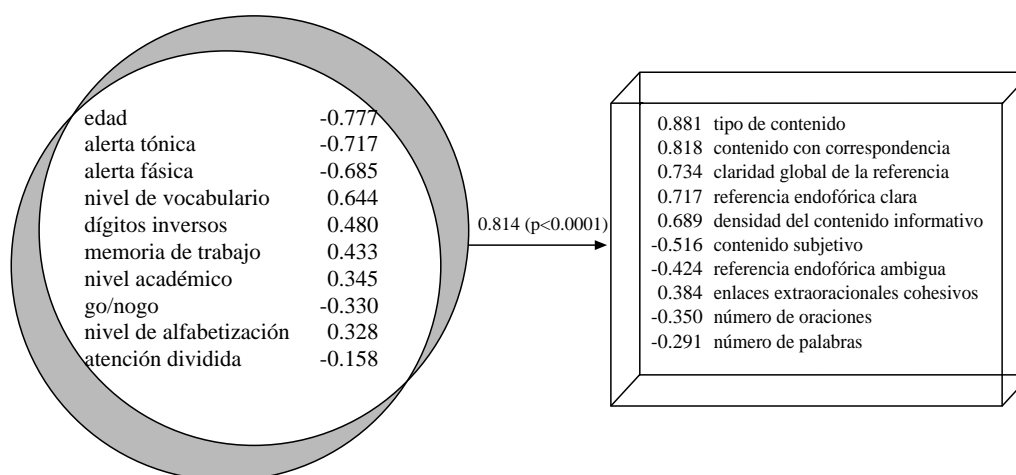 edad -0.777
alerta tónica -0.717
alerta fásica -0.685
nivel de vocabulario 0.644
dígitos inversos 0.480
memoria de trabajo 0.433
nivel académico 0.345
go/nogo -0.330
nivel de alfabetización 0.328
atención dividida -0.158
0.814 (p<0.0001)
0.881 tipo de contenido
0.818 contenido con correspondencia
0.734 claridad global de la referencia
0.717 referencia endofórica clara
0.689 densidad del contenido informativo
-0.516 contenido subjetivo
-0.424 referencia endofórica ambigua
0.384 enlaces extraoracionales cohesivos
-0.350 número de oraciones
-0.291 número de palabras